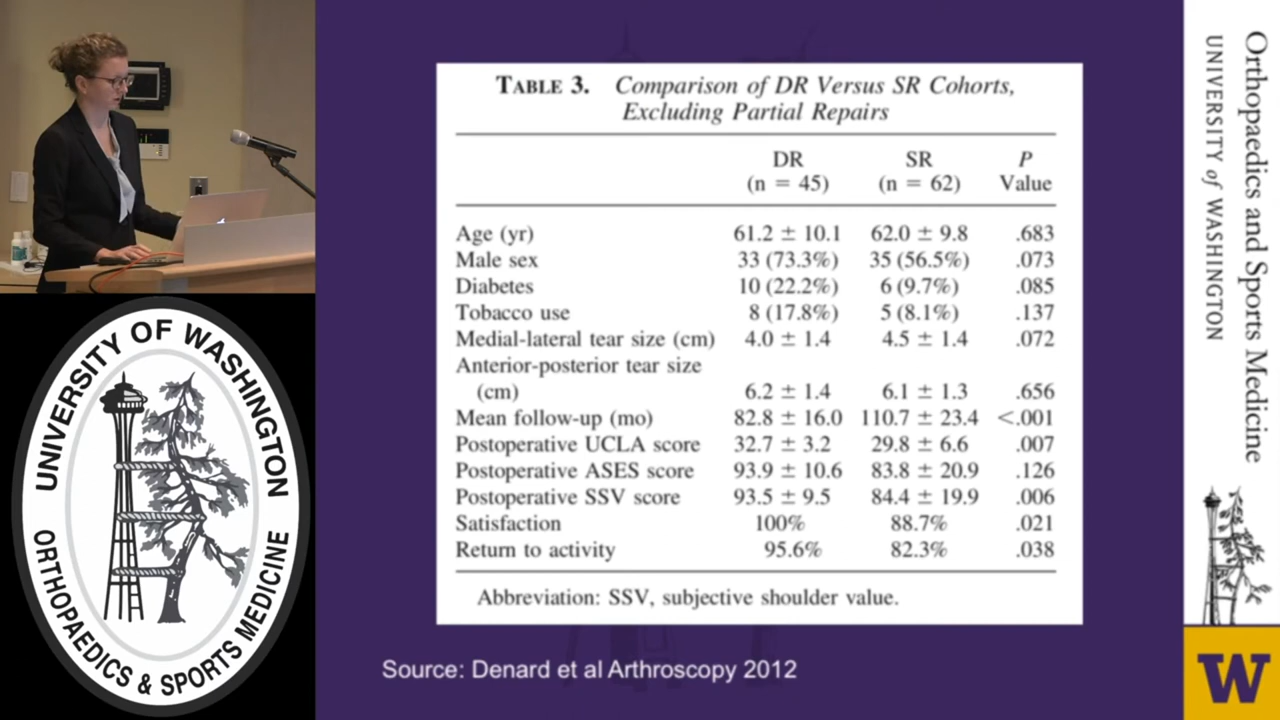 TABLE 3. Comparison of DR Versus SR Cohorts,
Excluding Partial Repairs
DR SR P
(n = 45) (n = 62) Value
Age (yr) 61.2 ± 10.1 62.0 ± 9.8 .683
Male sex 33 (73.3%) 35 (56.5%) .073
Diabetes 10 (22.2%) 6 (9.7%) .085
Tobacco use 8 (17.8%) 5 (8.1%) .137
Medial-lateral tear size (cm) 4.0 ± 1.4 4.5 ± 1.4 .072
Anterior-posterior tear size
(cm) 6.2 ± 1.4 6.1 ± 1.3 .656
Mean follow-up (mo) 82.8 ± 16.0 110.7 ± 23.4 <.001
Postoperative UCLA score 32.7 ± 3.2 29.8 ± 6.6 .007
Postoperative ASES score 93.9 ± 10.6 83.8 ± 20.9 .126
Postoperative SSV score 93.5 ± 9.5 84.4 ± 19.9 .006
Satisfaction 100% 88.7% .021
Return to activity 95.6% 82.3% .038
Abbreviation: SSV, subjective shoulder value.
Source: Denard et al Arthroscopy 2012
UNIVERSITY OF WASHINGTON
ORTHOPAEDICS & SPORTS MEDICINE
Orthopaedics and Sports Medicine
UNIVERSITY of WASHINGTON
W